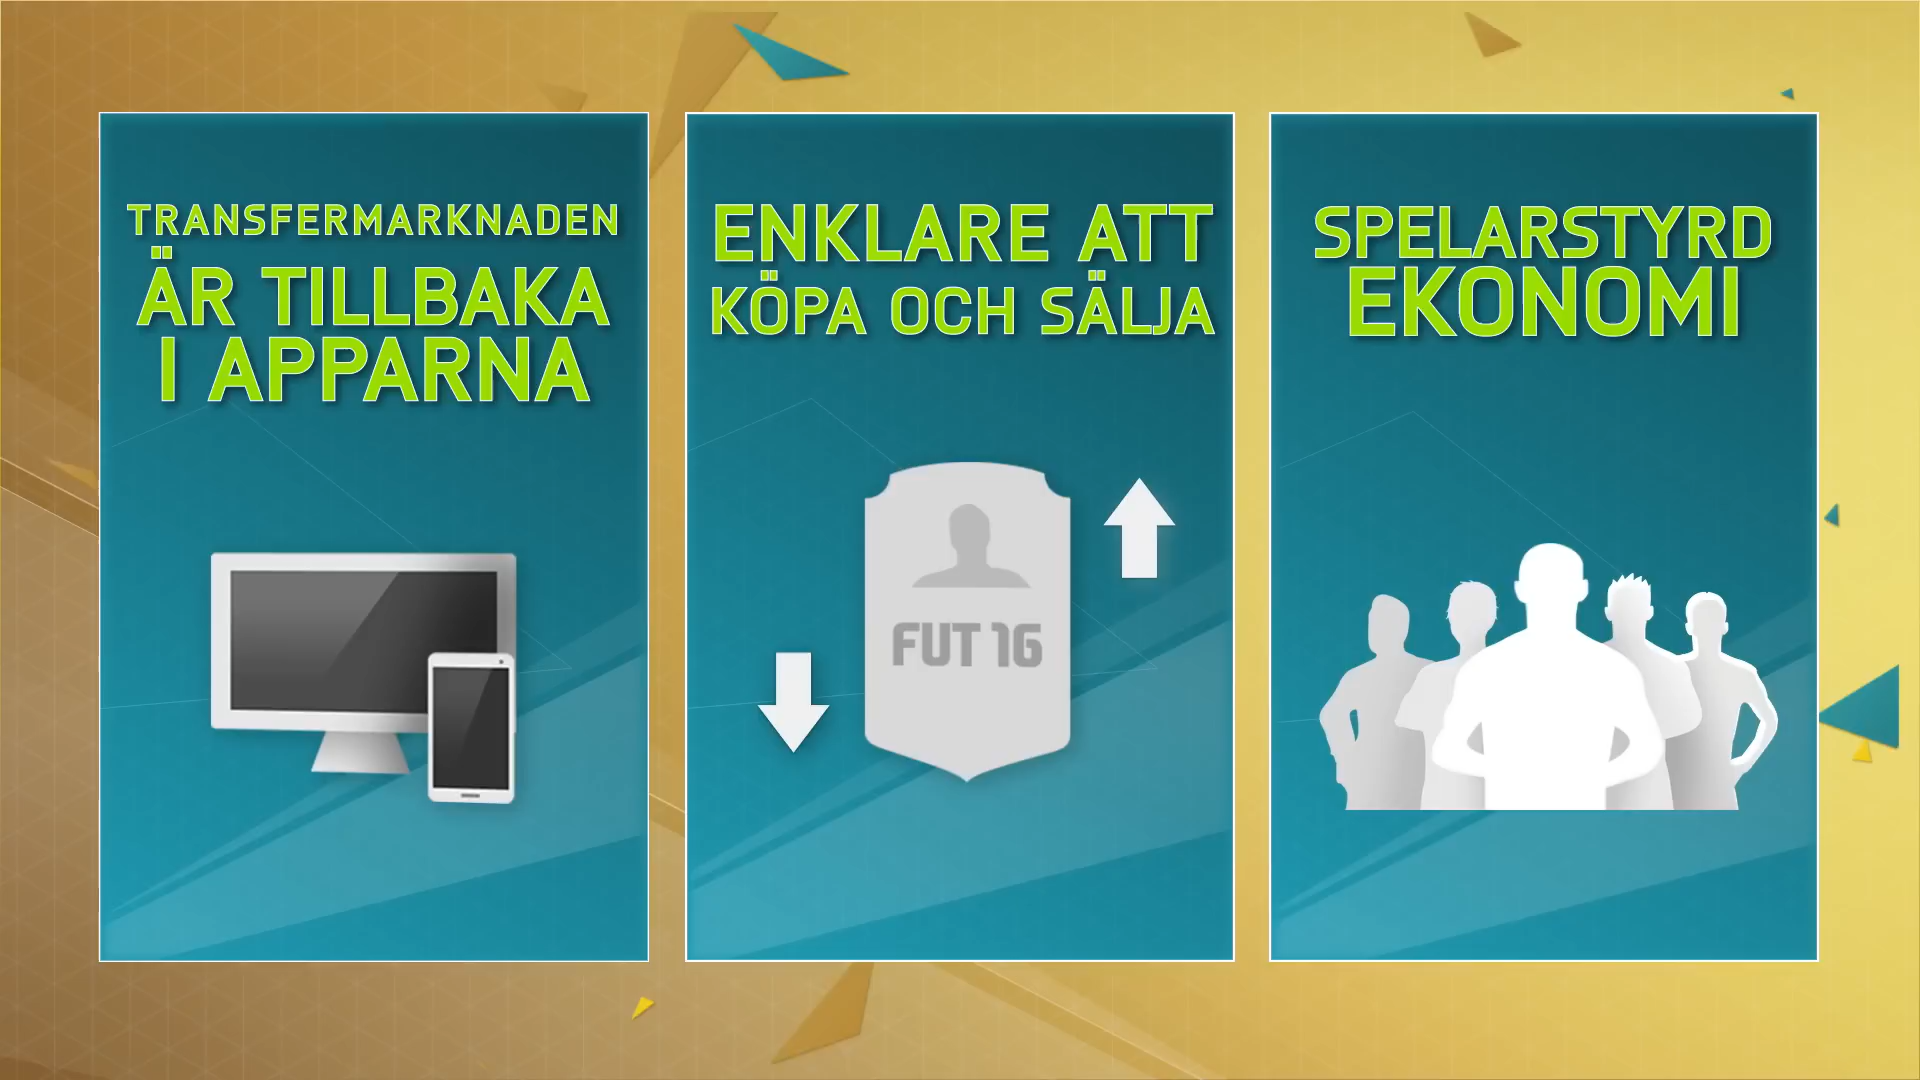 TRANSFERMARKNADEN
ÄR TILLBAKA
I APPARNA
ENKLARE ATT
KÖPA OCH SÄLJA
FUT 16
SPELARSTYRD
EKONOMI